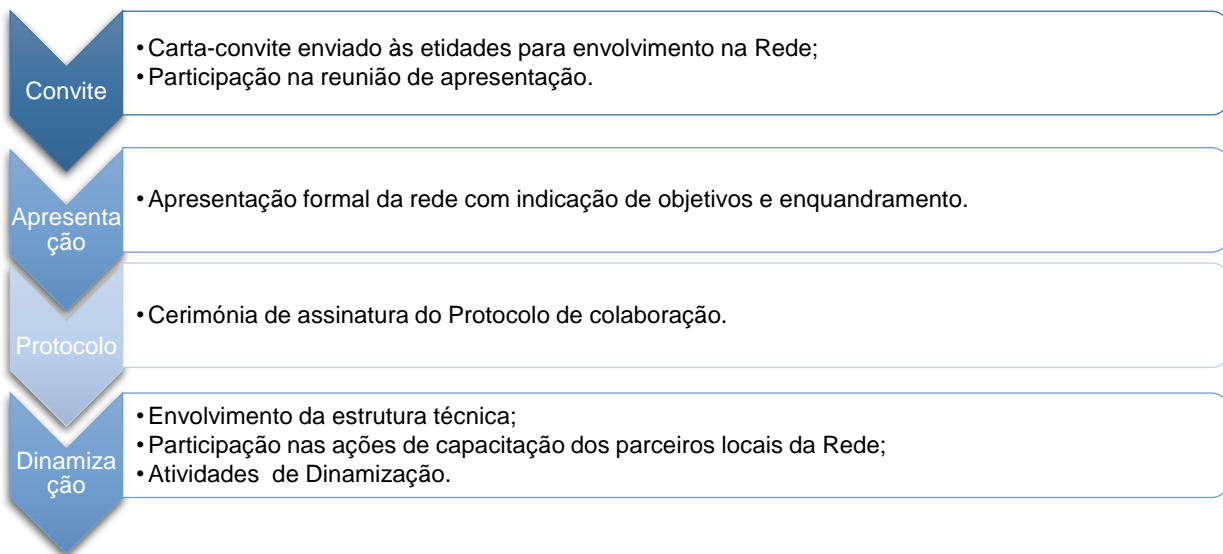 Convite
• Carta-convite enviado às etidades para envolvimento na Rede;
• Participação na reunião de apresentação.
Apresenta
ção
• Apresentação formal da rede com indicação de objetivos e enquandramento.
Protocolo
• Cerimónia de assinatura do Protocolo de colaboração.
Dinamiza
ção
• Envolvimento da estrutura técnica;
• Participação nas ações de capacitação dos parceiros locais da Rede;
• Atividades de Dinamização.